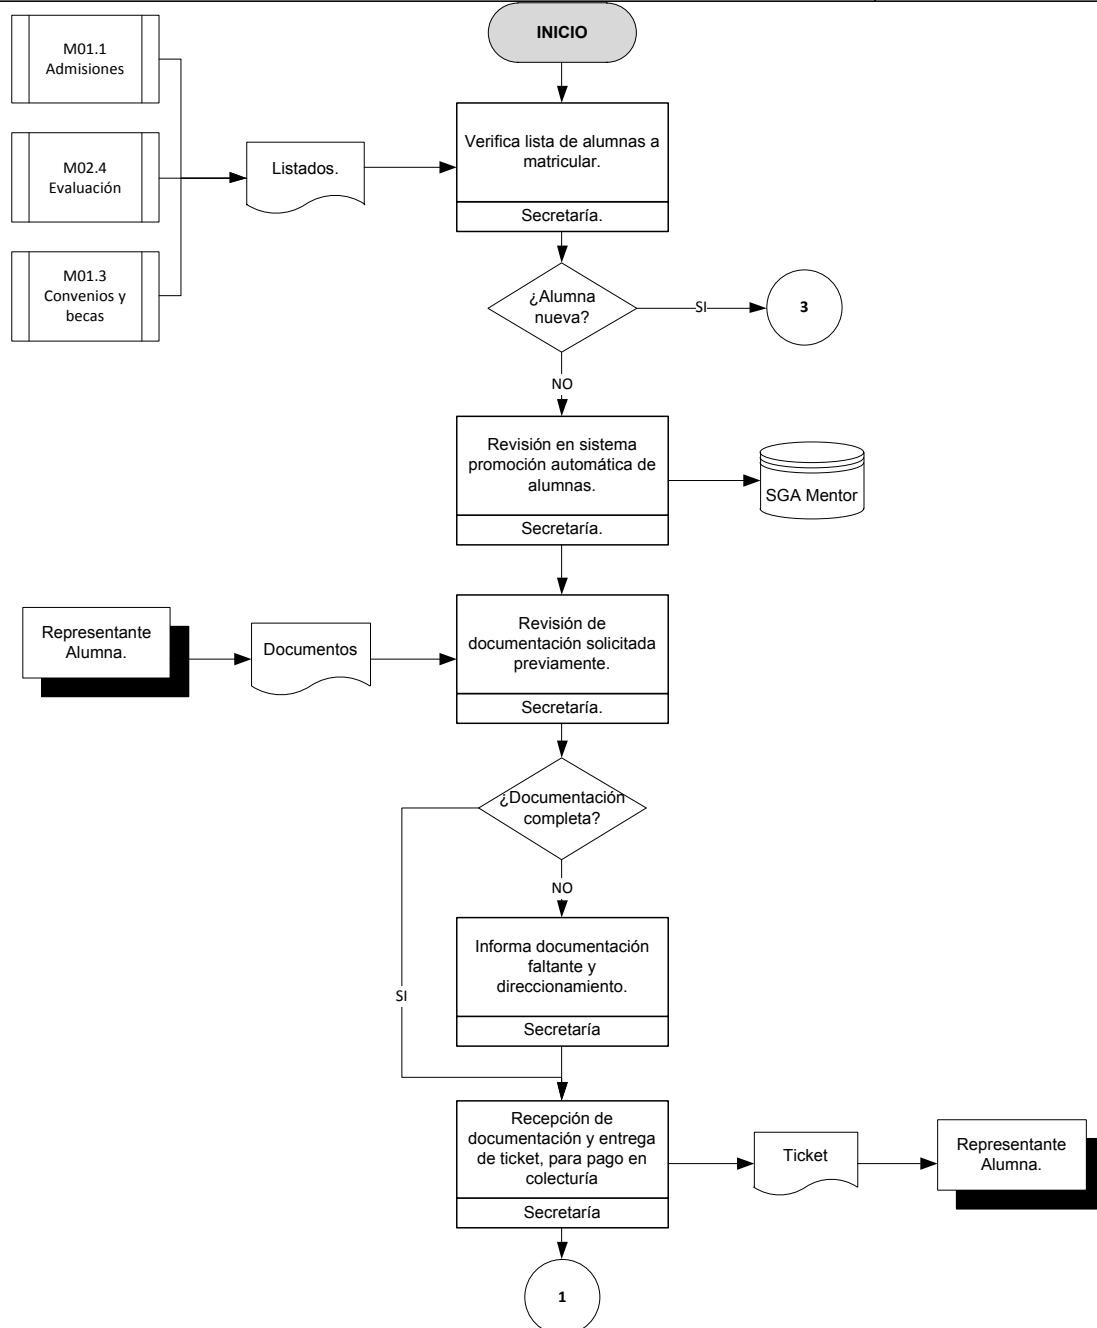 INICIO
M01.1
Admisiones
Verifica lista de alumnas a
matricular.
M02.4
Evaluación
Listados.
Secretaría.
M01.3
Convenios y
becas
¿Alumna
nueva?
SI
3
NO
Revisión en sistema
promoción automática de
alumnas.
SGA Mentor
Secretaría.
Representante
Alumna.
Documentos
Revisión de
documentación solicitada
previamente.
Secretaría.
¿Documentación
completa?
NO
Informa documentación
faltante y
direccionamiento.
SI
Secretaría
Recepción de
documentación y entrega
de ticket, para pago en
colecturía
Ticket
Representante
Alumna.
Secretaría
1